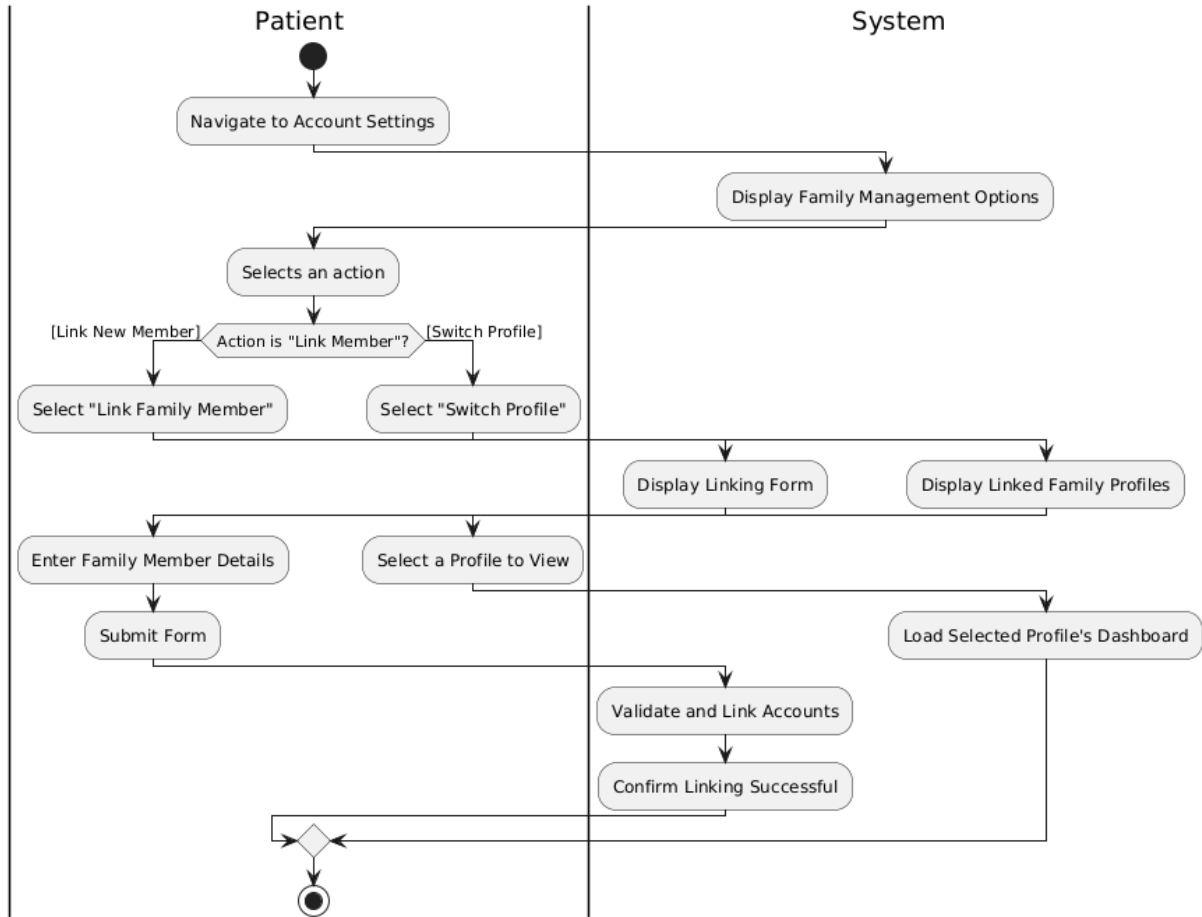 Patient
System
Navigate to Account Settings
Display Family Management Options
Selects an action
[Link New Member]
Action is "Link Member"?
[Switch Profile]
Select "Link Family Member"
Select "Switch Profile"
Display Linking Form
Display Linked Family Profiles
Enter Family Member Details
Select a Profile to View
Submit Form
Load Selected Profile's Dashboard
Validate and Link Accounts
Confirm Linking Successful